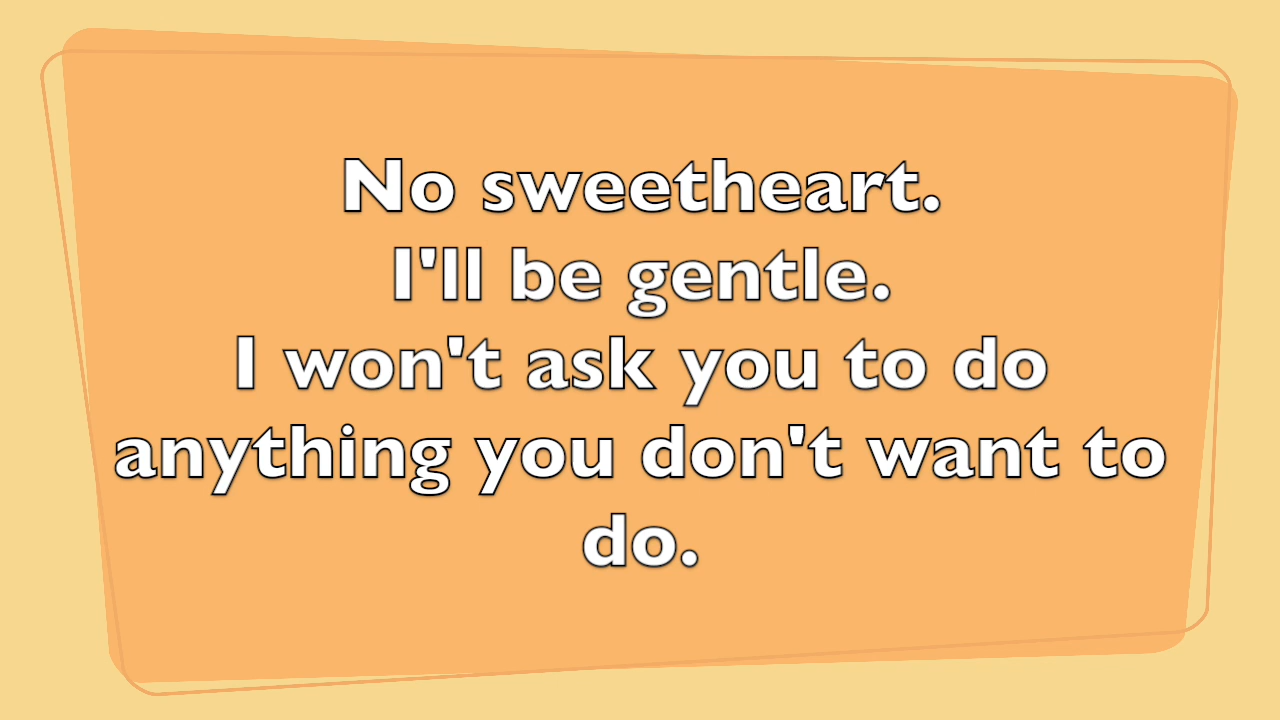 No sweetheart.
I'll be gentle.
I won't ask you to do
anything you don't want to
do.